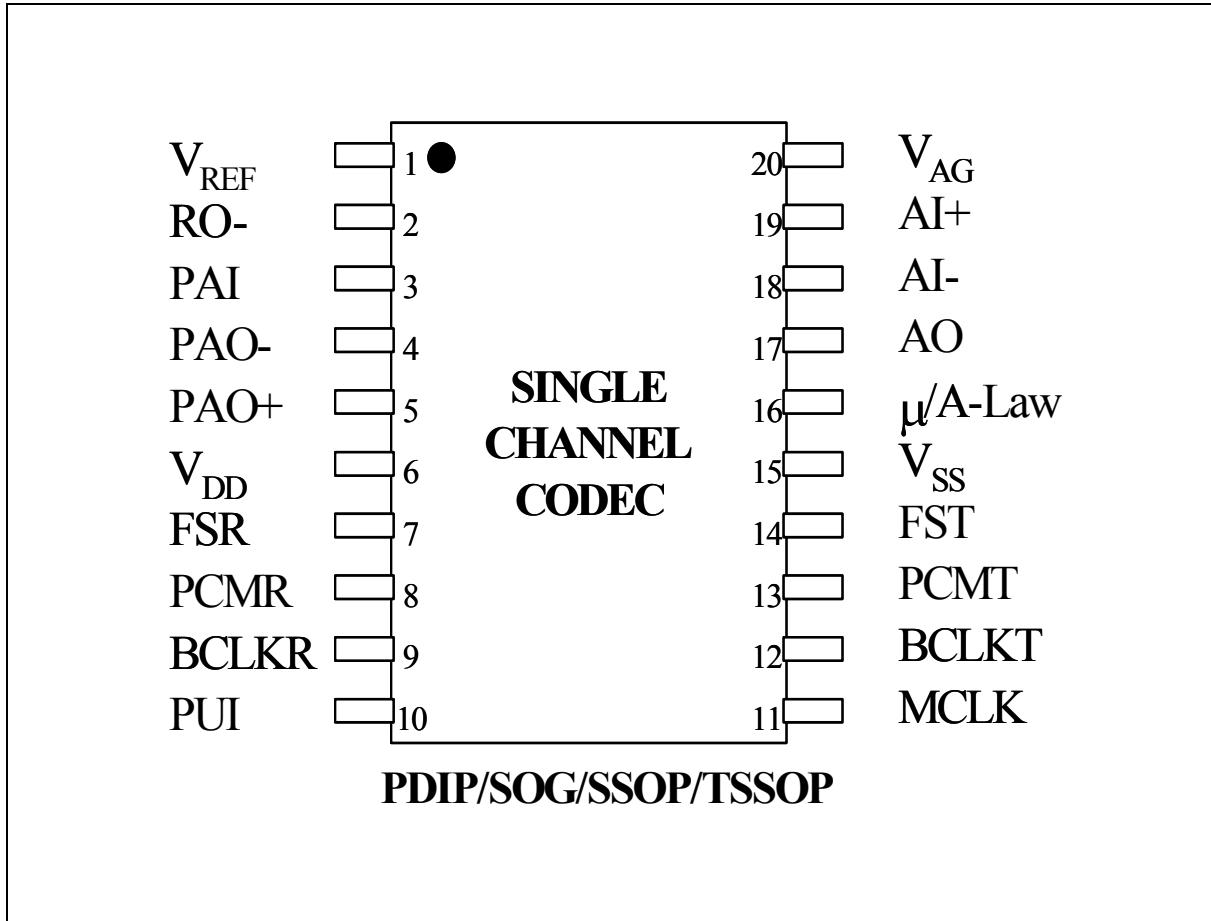 V_REF 1 20 V_AG
RO- 2 19 AI+
PAI 3 18 AI-
PAO- 4 17 AO
PAO+ 5 16 μ/A-Law
V_DD 6 15 V_SS
FSR 7 14 FST
PCMR 8 13 PCMT
BCLKR 9 12 BCLKT
PUI 10 11 MCLK
SINGLE
CHANNEL
CODEC
PDIP/SOG/SSOP/TSSOP